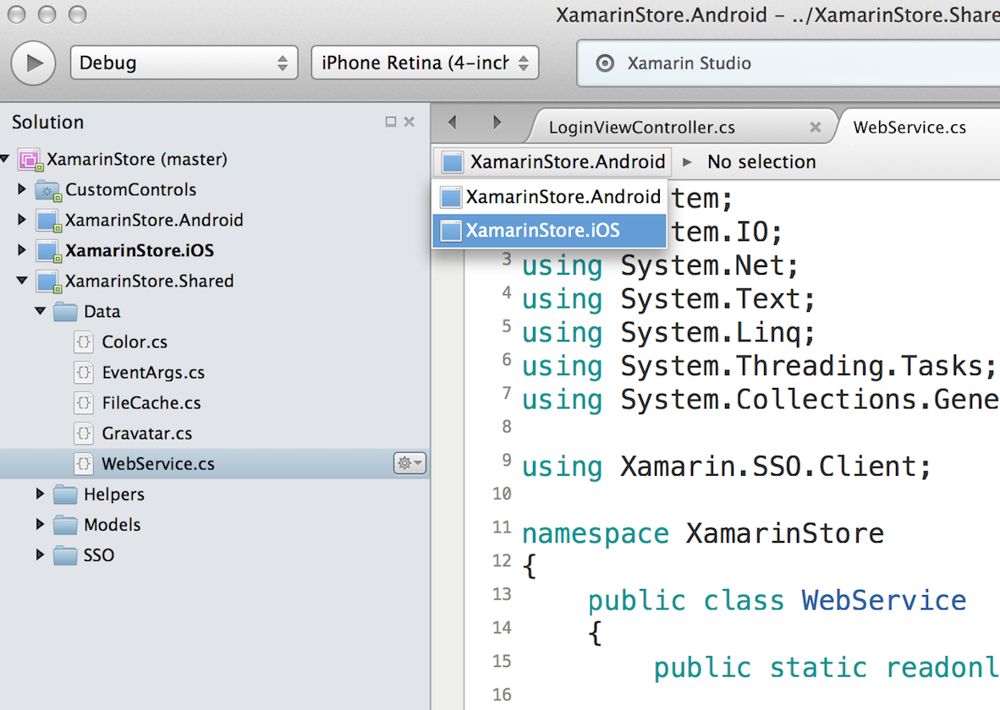 XamarinStore.Android – ../XamarinStore.Share
Debug
iPhone Retina (4-inch
Xamarin Studio
Solution
XamarinStore (master)
CustomControls
XamarinStore.Android
XamarinStore.iOS
XamarinStore.Shared
Data
Color.cs
EventArgs.cs
FileCache.cs
Gravatar.cs
WebService.cs
Helpers
Models
SSO
LoginViewController.cs
WebService.cs
XamarinStore.Android
No selection
XamarinStore.Android
XamarinStore.iOS
tem;
tem.IO;
3 using System.Net;
4 using System.Text;
5 using System.Linq;
6 using System.Threading.Tasks;
7 using System.Collections.Gene
8
9 using Xamarin.SSO.Client;
10
11 namespace XamarinStore
12 {
13 public class WebService
14 {
15 public static readonl
16